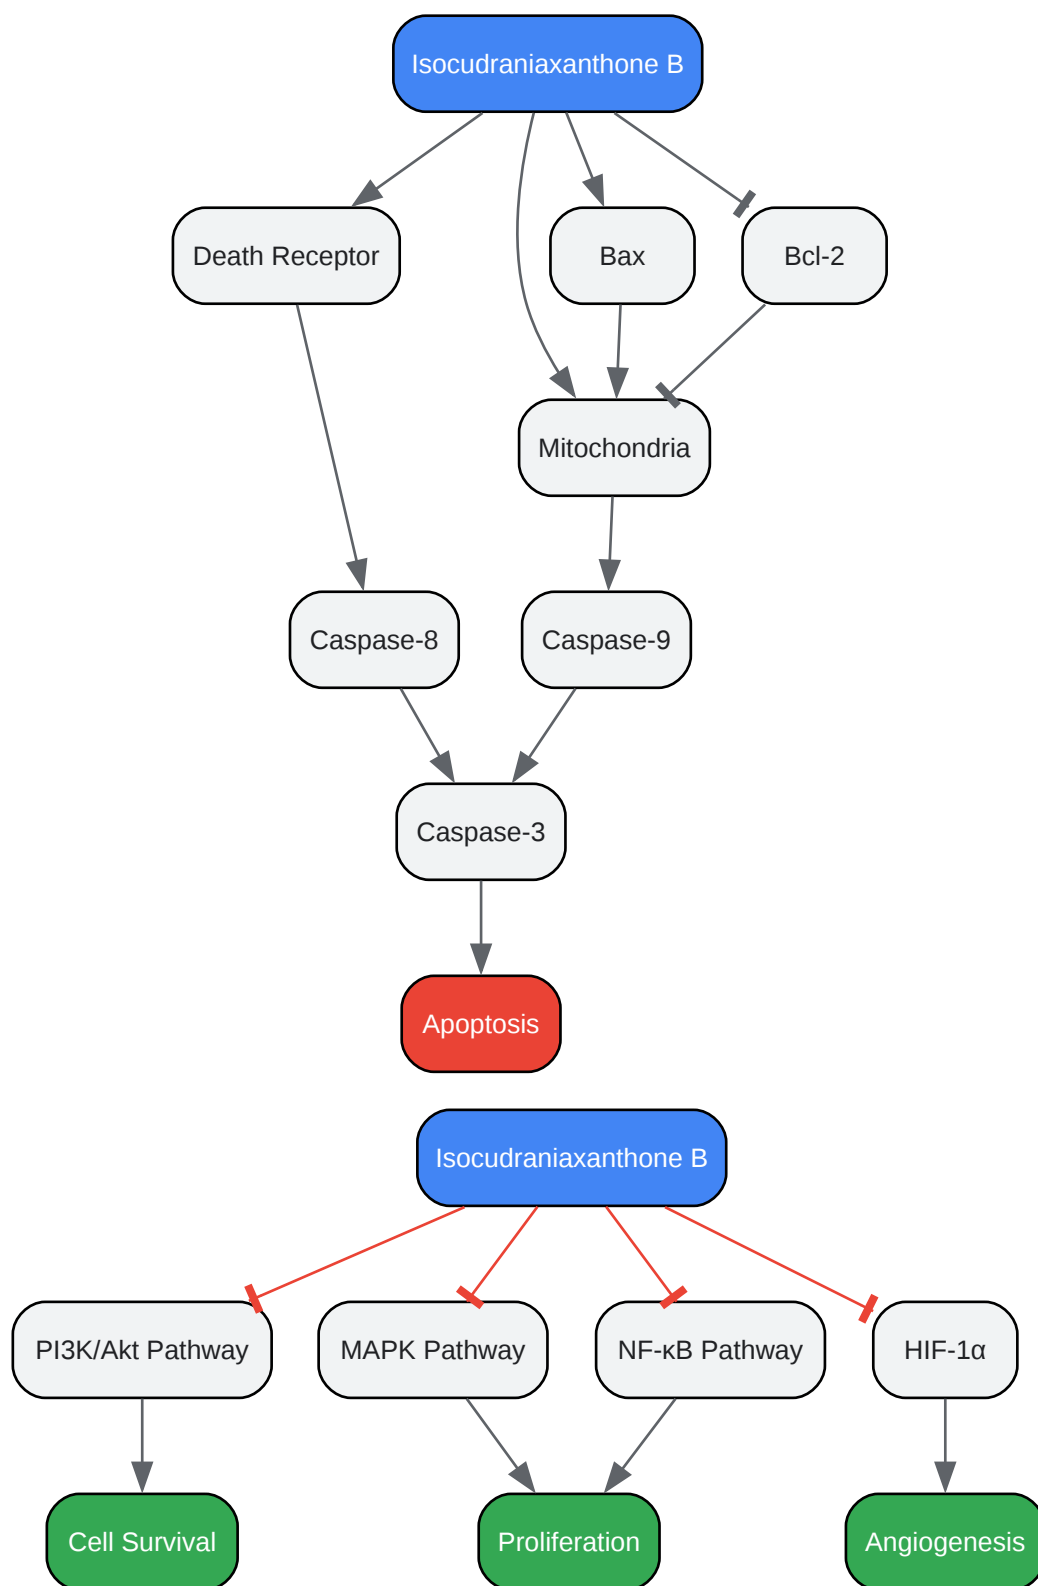 Isocudraniaxanthone B
Death Receptor
Bax
Bcl-2
Mitochondria
Caspase-8
Caspase-9
Caspase-3
Apoptosis
Isocudraniaxanthone B
PI3K/Akt Pathway
MAPK Pathway
NF-κB Pathway
HIF-1α
Cell Survival
Proliferation
Angiogenesis